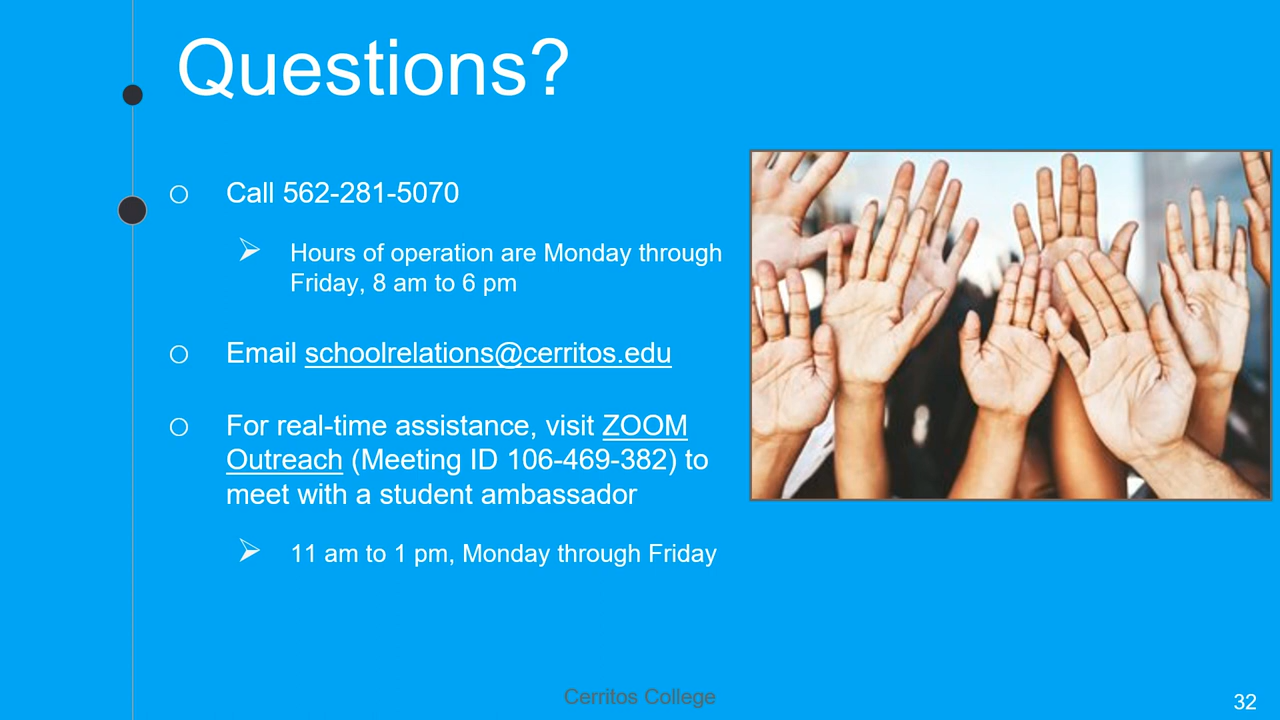 Questions?
Call 562-281-5070
Hours of operation are Monday through
Friday, 8 am to 6 pm
Email schoolrelations@cerritos.edu
For real-time assistance, visit ZOOM
Outreach (Meeting ID 106-469-382) to
meet with a student ambassador
11 am to 1 pm, Monday through Friday
Cerritos College
32